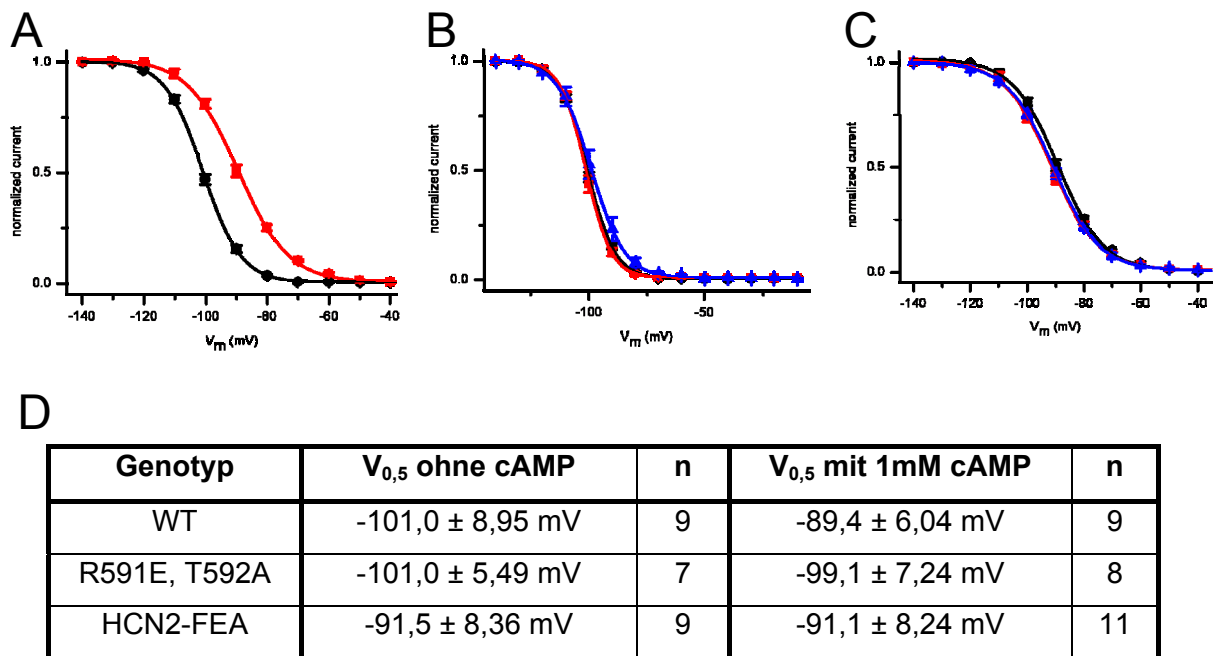 A
B
C
1.0
0.5
0.0
normalized current
-140
-120
-100
-80
-60
-40
Vm (mV)
1.0
0.5
0.0
normalized current
-100
-50
Vm (mV)
1.0
0.5
0.0
normalized current
-140
-120
-100
-80
-60
-40
Vm (mV)
D
Genotyp V0,5 ohne cAMP n V0,5 mit 1mM cAMP n
WT -101,0 ± 8,95 mV 9 -89,4 ± 6,04 mV 9
R591E, T592A -101,0 ± 5,49 mV 7 -99,1 ± 7,24 mV 8
HCN2-FEA -91,5 ± 8,36 mV 9 -91,1 ± 8,24 mV 11